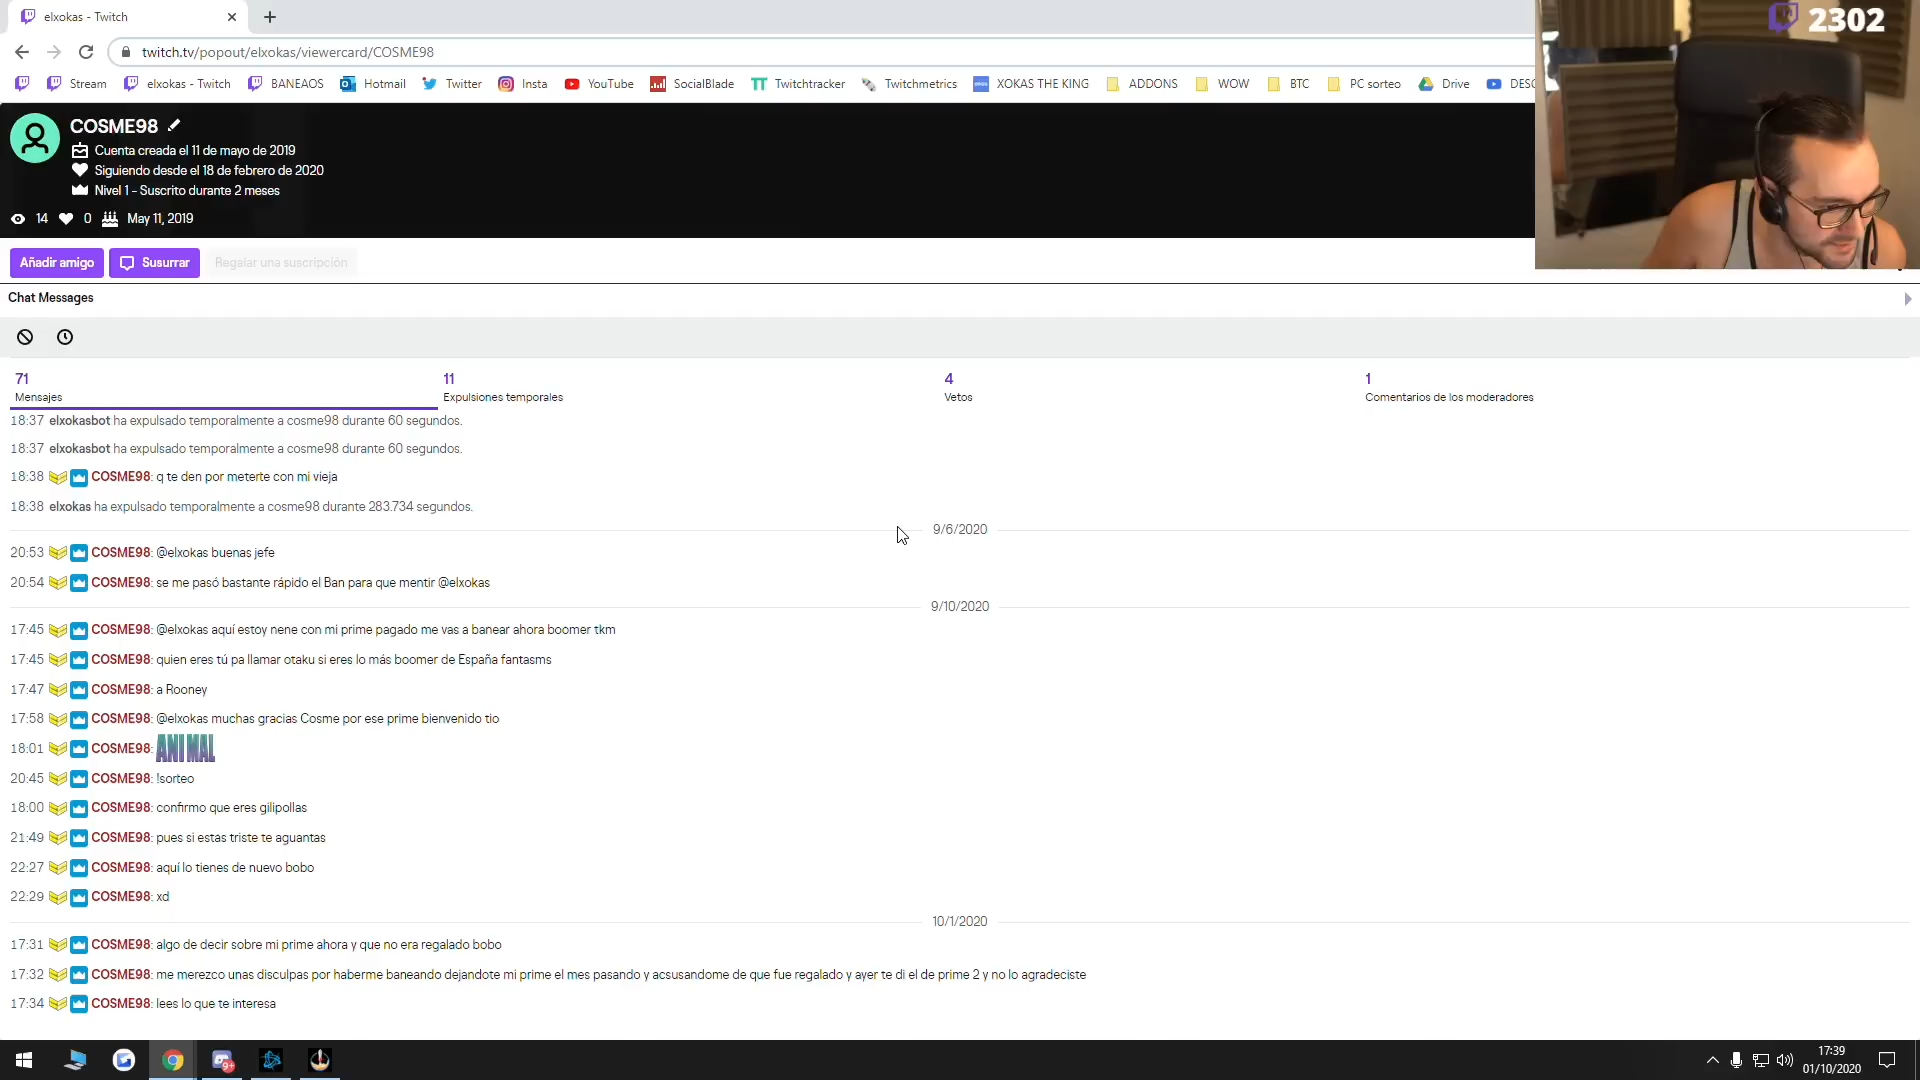 elxokas - Twitch
2302
twitch.tv/popout/elxokas/viewercard/COSME98
Stream elxokas - Twitch BANEAOS Hotmail Twitter Insta YouTube SocialBlade Twitchtracker Twitchmetrics XOKAS THE KING ADDONS WOW BTC PC sorteo Drive DESC
COSME98
Cuenta creada el 11 de mayo de 2019
Siguiendo desde el 18 de febrero de 2020
Nivel 1 - Suscrito durante 2 meses
14 0 May 11, 2019
Añadir amigo Susurrar Regalar una suscripción
Chat Messages
71 11 4 1
Mensajes Expulsiones temporales Vetos Comentarios de los moderadores
18:37 elxokasbot ha expulsado temporalmente a cosme98 durante 60 segundos.
18:37 elxokasbot ha expulsado temporalmente a cosme98 durante 60 segundos.
18:38 COSME98: q te den por meterte con mi vieja
18:38 elxokas ha expulsado temporalmente a cosme98 durante 283.734 segundos.
9/6/2020
20:53 COSME98: @elxokas buenas jefe
20:54 COSME98: se me pasó bastante rápido el Ban para que mentir @elxokas
9/10/2020
17:45 COSME98: @elxokas aquí estoy nene con mi prime pagado me vas a banear ahora boomer tkm
17:45 COSME98: quien eres tú pa llamar otaku si eres lo más boomer de España fantasms
17:47 COSME98: a Rooney
17:58 COSME98: @elxokas muchas gracias Cosme por ese prime bienvenido tio
18:01 COSME98: ANIMAL
20:45 COSME98: !sorteo
18:00 COSME98: confirmo que eres gilipollas
21:49 COSME98: pues si estas triste te aguantas
22:27 COSME98: aquí lo tienes de nuevo bobo
22:29 COSME98: xd
10/1/2020
17:31 COSME98: algo de decir sobre mi prime ahora y que no era regalado bobo
17:32 COSME98: me merezco unas disculpas por haberme baneando dejandote mi prime el mes pasando y acsusandome de que fue regalado y ayer te di el de prime 2 y no lo agradeciste
17:34 COSME98: lees lo que te interesa
9+
17:39
01/10/2020